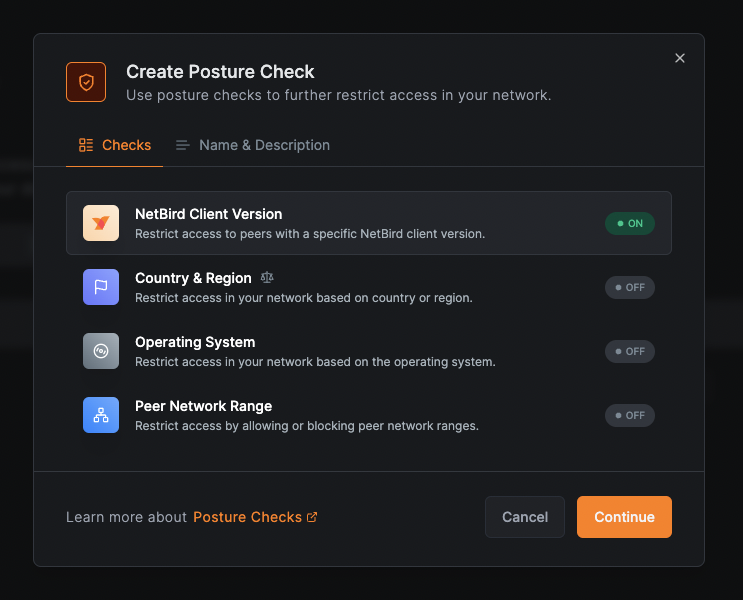 Create Posture Check
Use posture checks to further restrict access in your network.
Checks
Name & Description
NetBird Client Version
Restrict access to peers with a specific NetBird client version.
ON
Country & Region
Restrict access in your network based on country or region.
OFF
Operating System
Restrict access in your network based on the operating system.
OFF
Peer Network Range
Restrict access by allowing or blocking peer network ranges.
OFF
Learn more about Posture Checks
Cancel
Continue